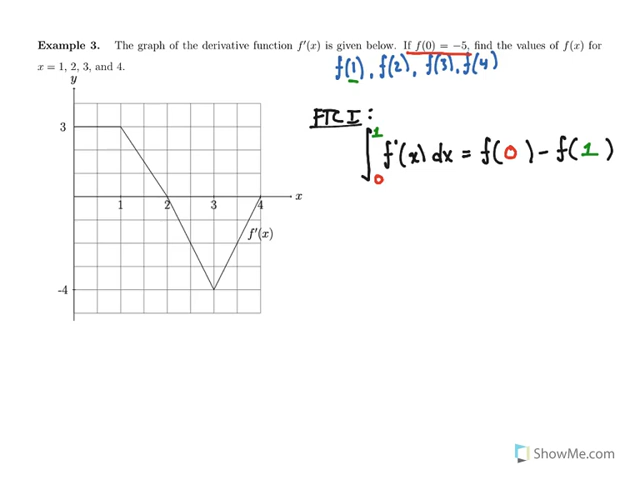 Example 3. The graph of the derivative function f'(x) is given below. If f(0) = −5, find the values of f(x) for
x = 1, 2, 3, and 4.
f(1), f(2), f(3), f(4)
y
FTC I:
3
∫₀¹ f'(x) dx = f(0) − f(1)
1 2 3 4 x
f'(x)
-4
ShowMe.com